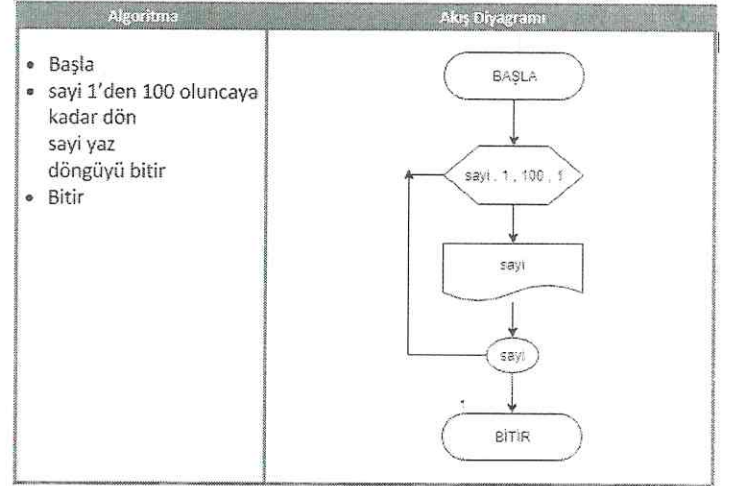 Algoritma
Akış Diyagramı
• Başla
• sayi 1'den 100 oluncaya
kadar dön
sayi yaz
döngüyü bitir
• Bitir
BAŞLA
sayi , 1 , 100 , 1
sayi
sayi
BİTİR